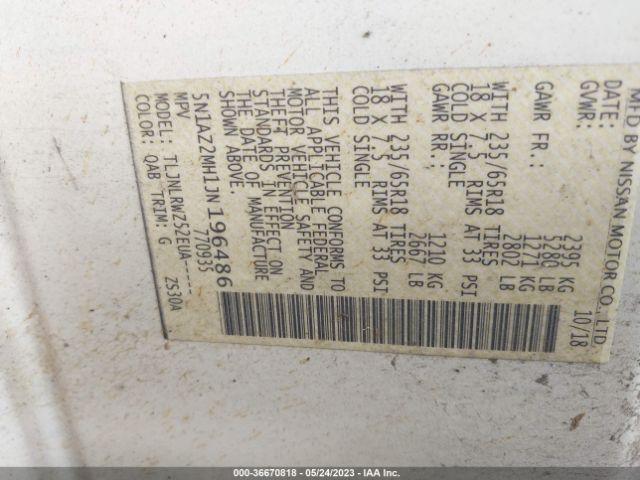 MFD BY NISSAN MOTOR CO., LTD.
DATE: 10/18
GVWR: 2395 KG
5280 LB
GAWR FR.: 1271 KG
2802 LB
WITH 235/65R18 TIRES
18 X 7.5 RIMS AT 33 PSI
COLD SINGLE
GAWR RR.: 1210 KG
2667 LB
WITH 235/65R18 TIRES
18 X 7.5 RIMS AT 33 PSI
COLD SINGLE
THIS VEHICLE CONFORMS TO
ALL APPLICABLE FEDERAL
MOTOR VEHICLE SAFETY AND
THEFT PREVENTION
STANDARDS IN EFFECT ON
THE DATE OF MANUFACTURE
SHOWN ABOVE.
5N1AZ2MH1JN196486
MPV 770935
MODEL: TLJNLRWZ52EUA-----
COLOR: QAB TRIM: G ZS30A
000-36670818 - 05/24/2023 - IAA Inc.